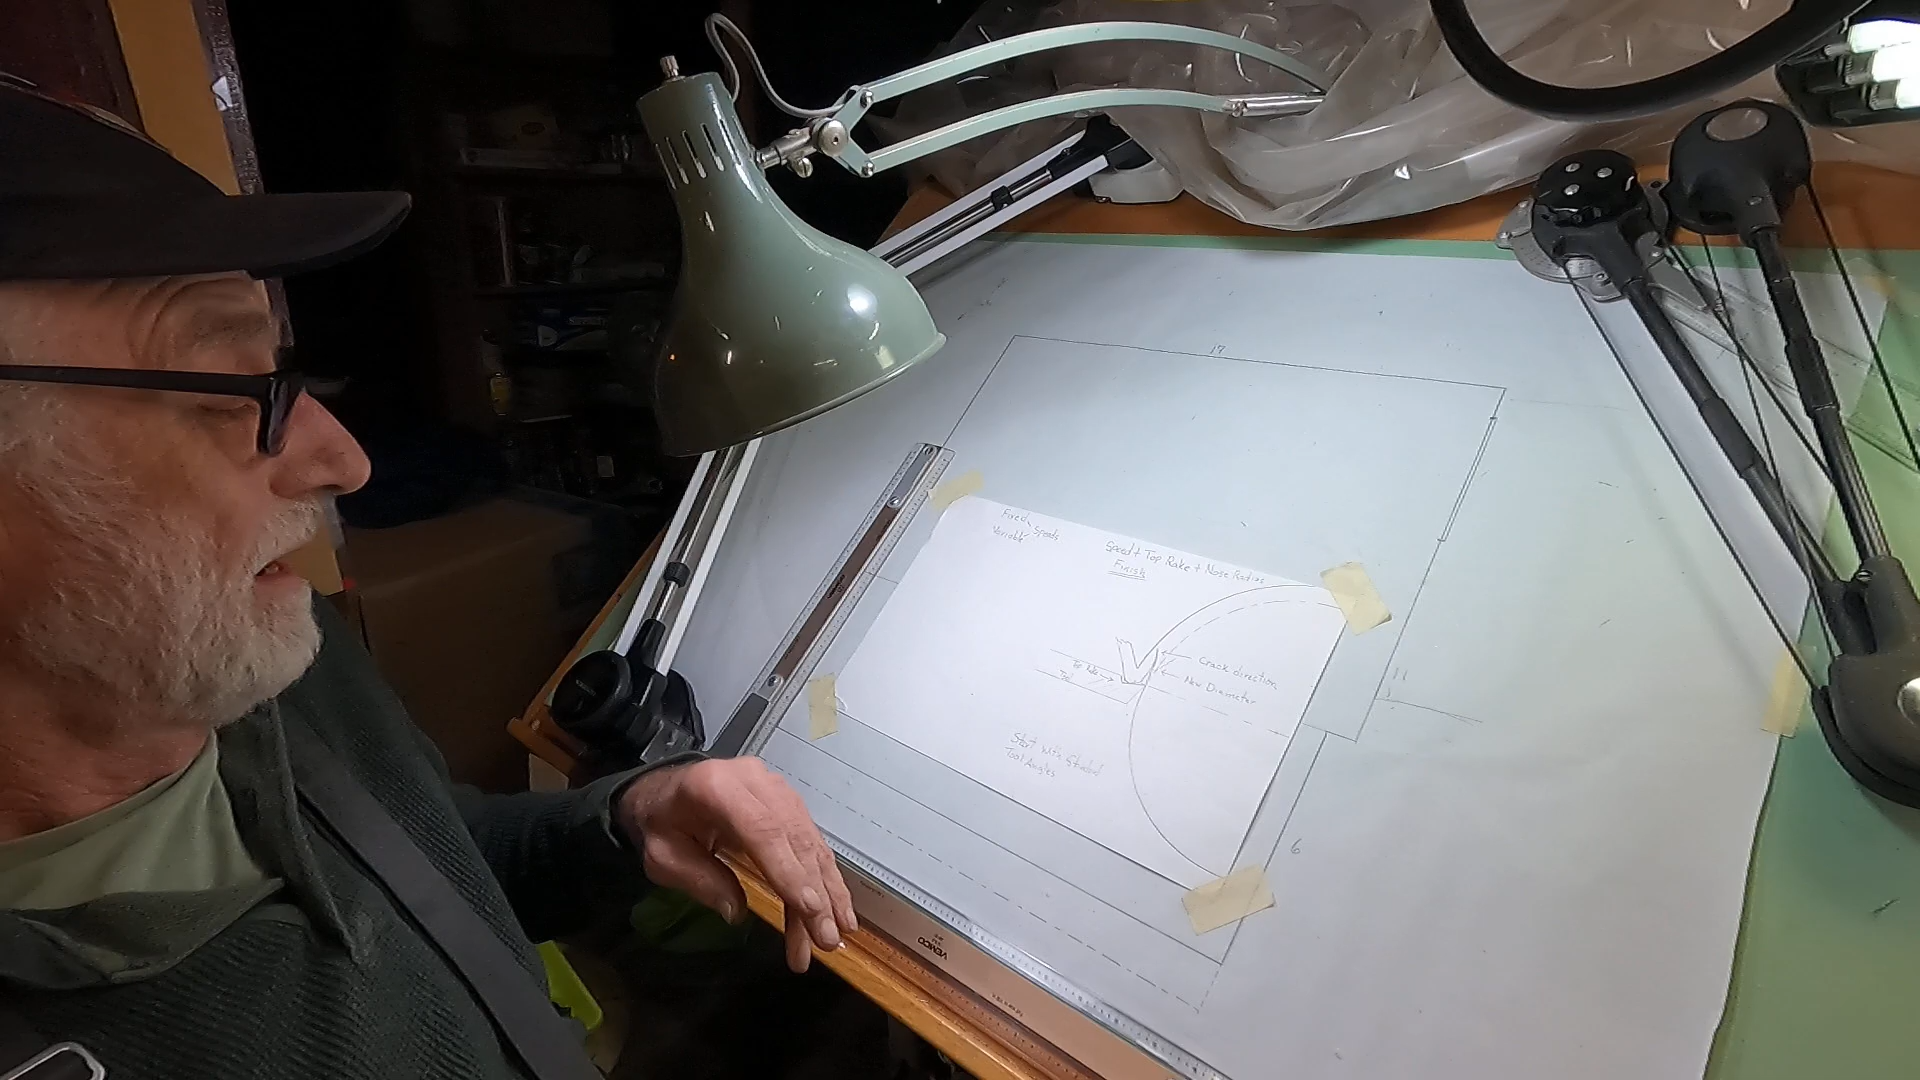 17
Fixed
Variable Speeds
Speed + Top Rake + Nose Radius
Finish
Crack direction
New Diameter
Top Rake
Tool
Start with Standard
Tool Angles
11
6
VEMCO